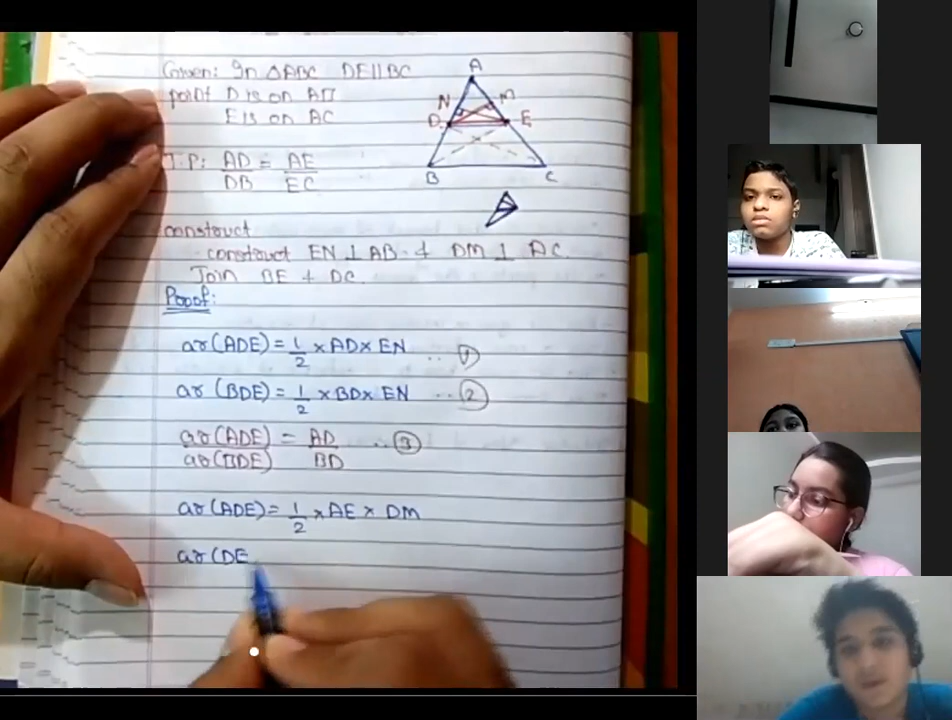 Given: In △ABC DE||BC
point D is on AB
E is on AC
T.P: AD/DB = AE/EC
construct
construct EN ⊥ AB & DM ⊥ AC
Join BE & DC.
Proof:
ar(ADE) = 1/2 × AD × EN .. ①
ar(BDE) = 1/2 × BD × EN .. ②
ar(ADE)/ar(BDE) = AD/BD .. ③
ar(ADE) = 1/2 × AE × DM
ar(DE
A
N M
D E
B C